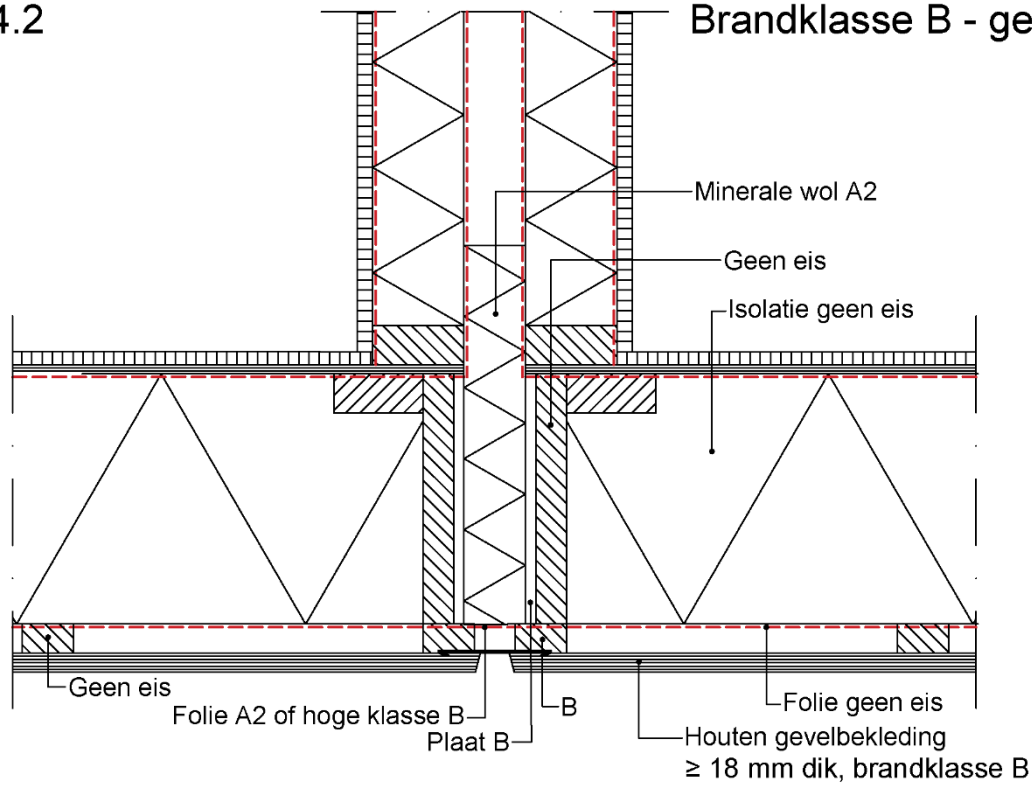 4.2
Brandklasse B - ge
Minerale wol A2
Geen eis
Isolatie geen eis
Geen eis
Folie A2 of hoge klasse B
B
Folie geen eis
Plaat B
Houten gevelbekleding
≥ 18 mm dik, brandklasse B